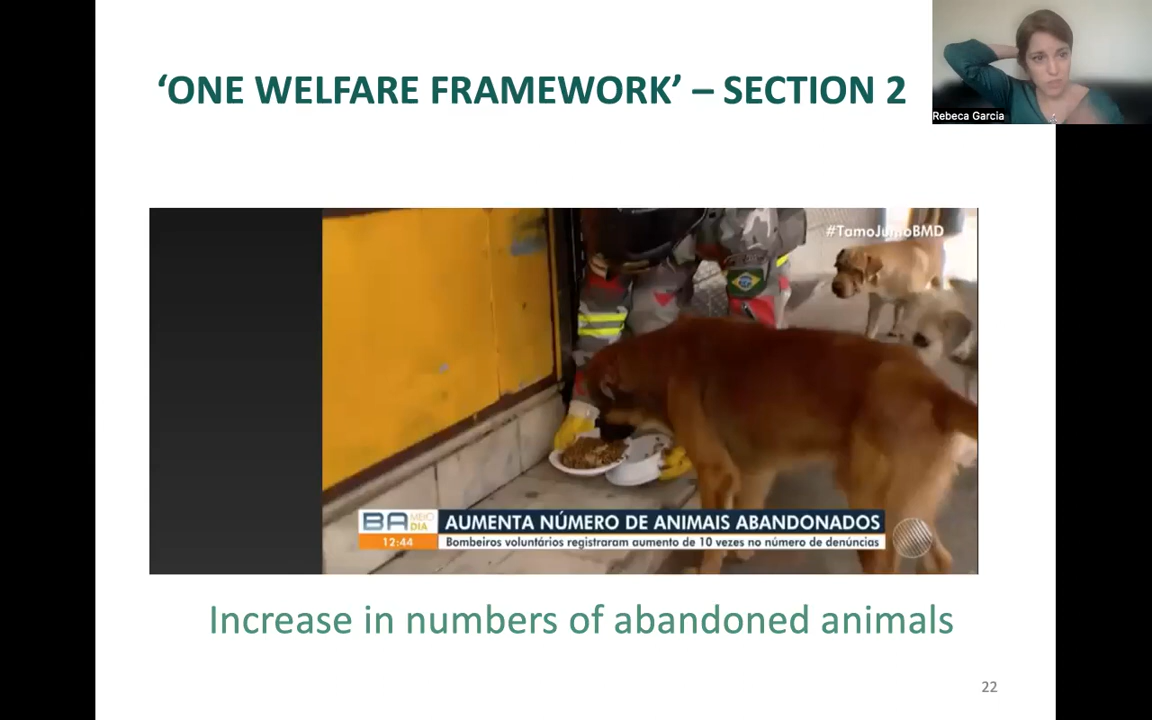 ‘ONE WELFARE FRAMEWORK’ – SECTION 2
Rebeca Garcia
#TamoJuntoBMD
BA MEIO DIA
AUMENTA NÚMERO DE ANIMAIS ABANDONADOS
12:44
Bombeiros voluntários registraram aumento de 10 vezes no número de denúncias
Increase in numbers of abandoned animals
22